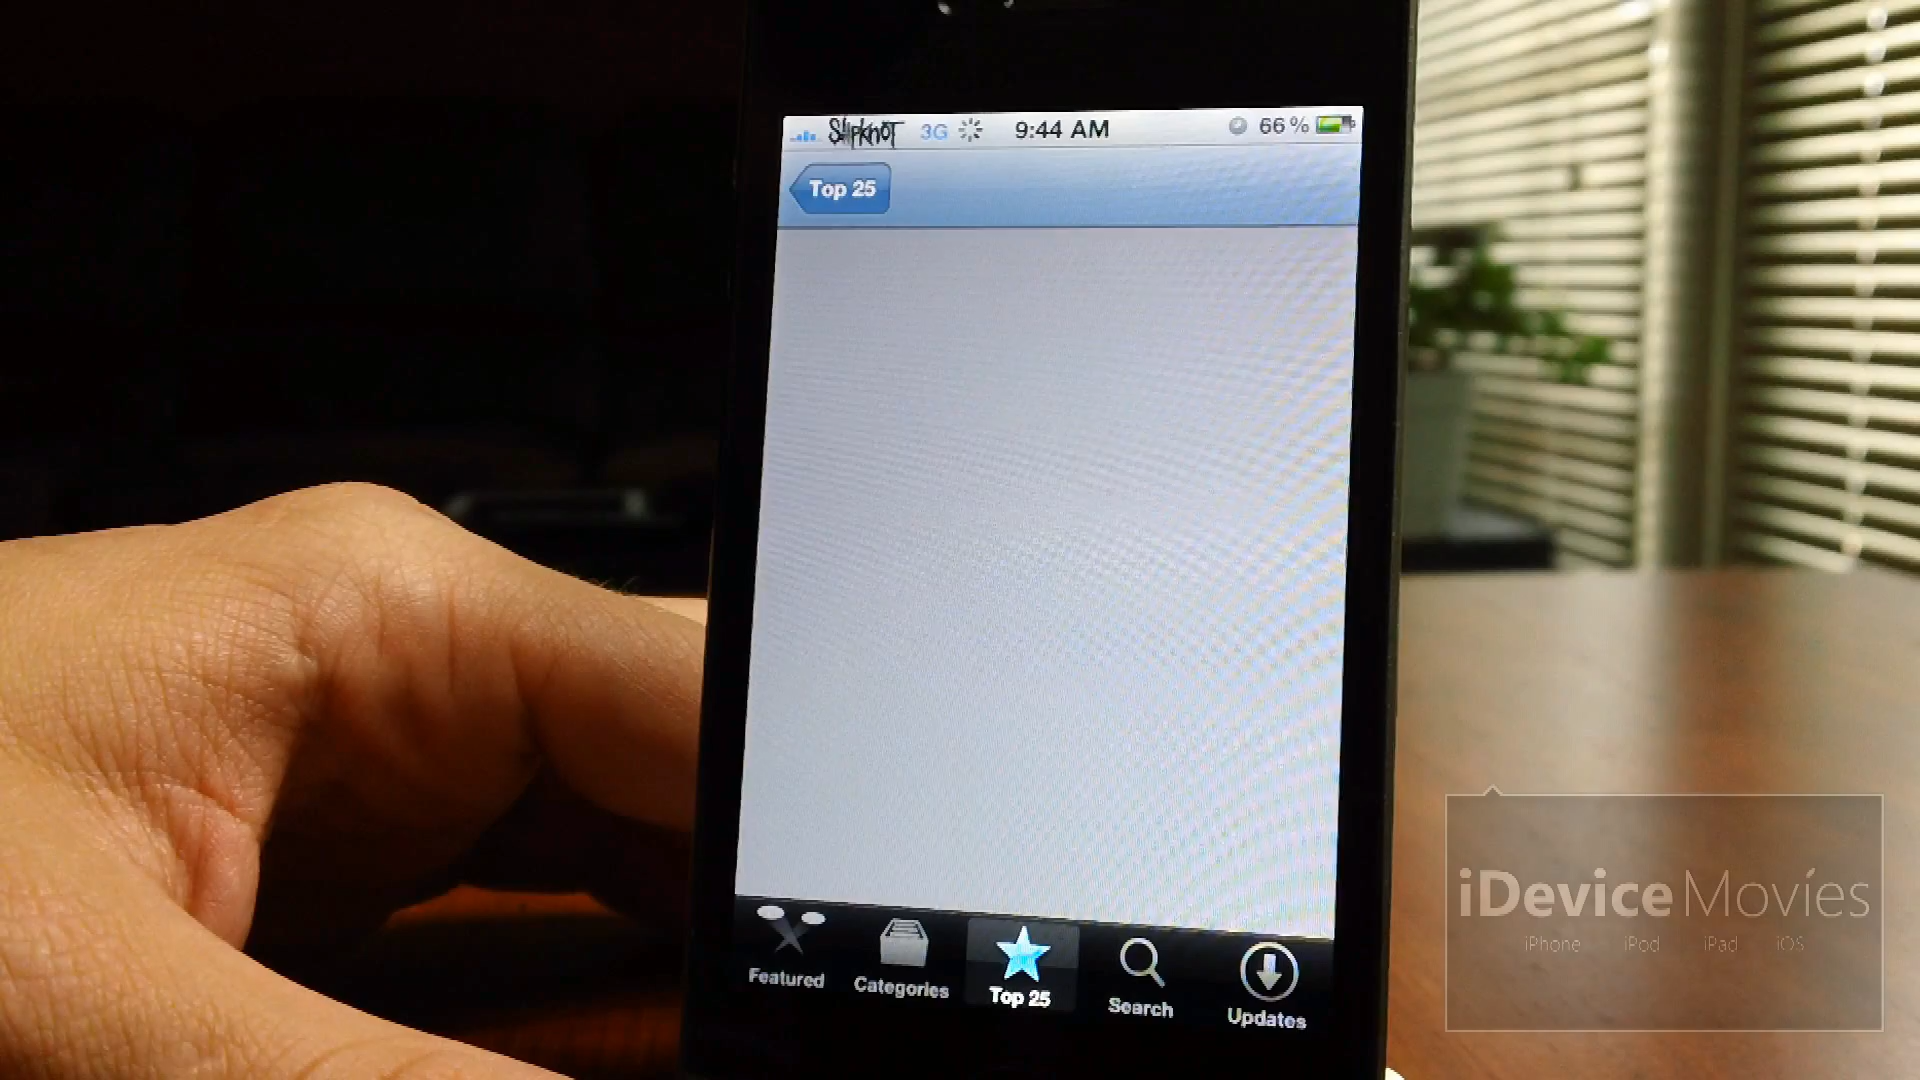 SlipKnoT 3G 9:44 AM 66%
Top 25
Featured Categories Top 25 Search Updates
iDevice Movies
iPhone iPod iPad iOS